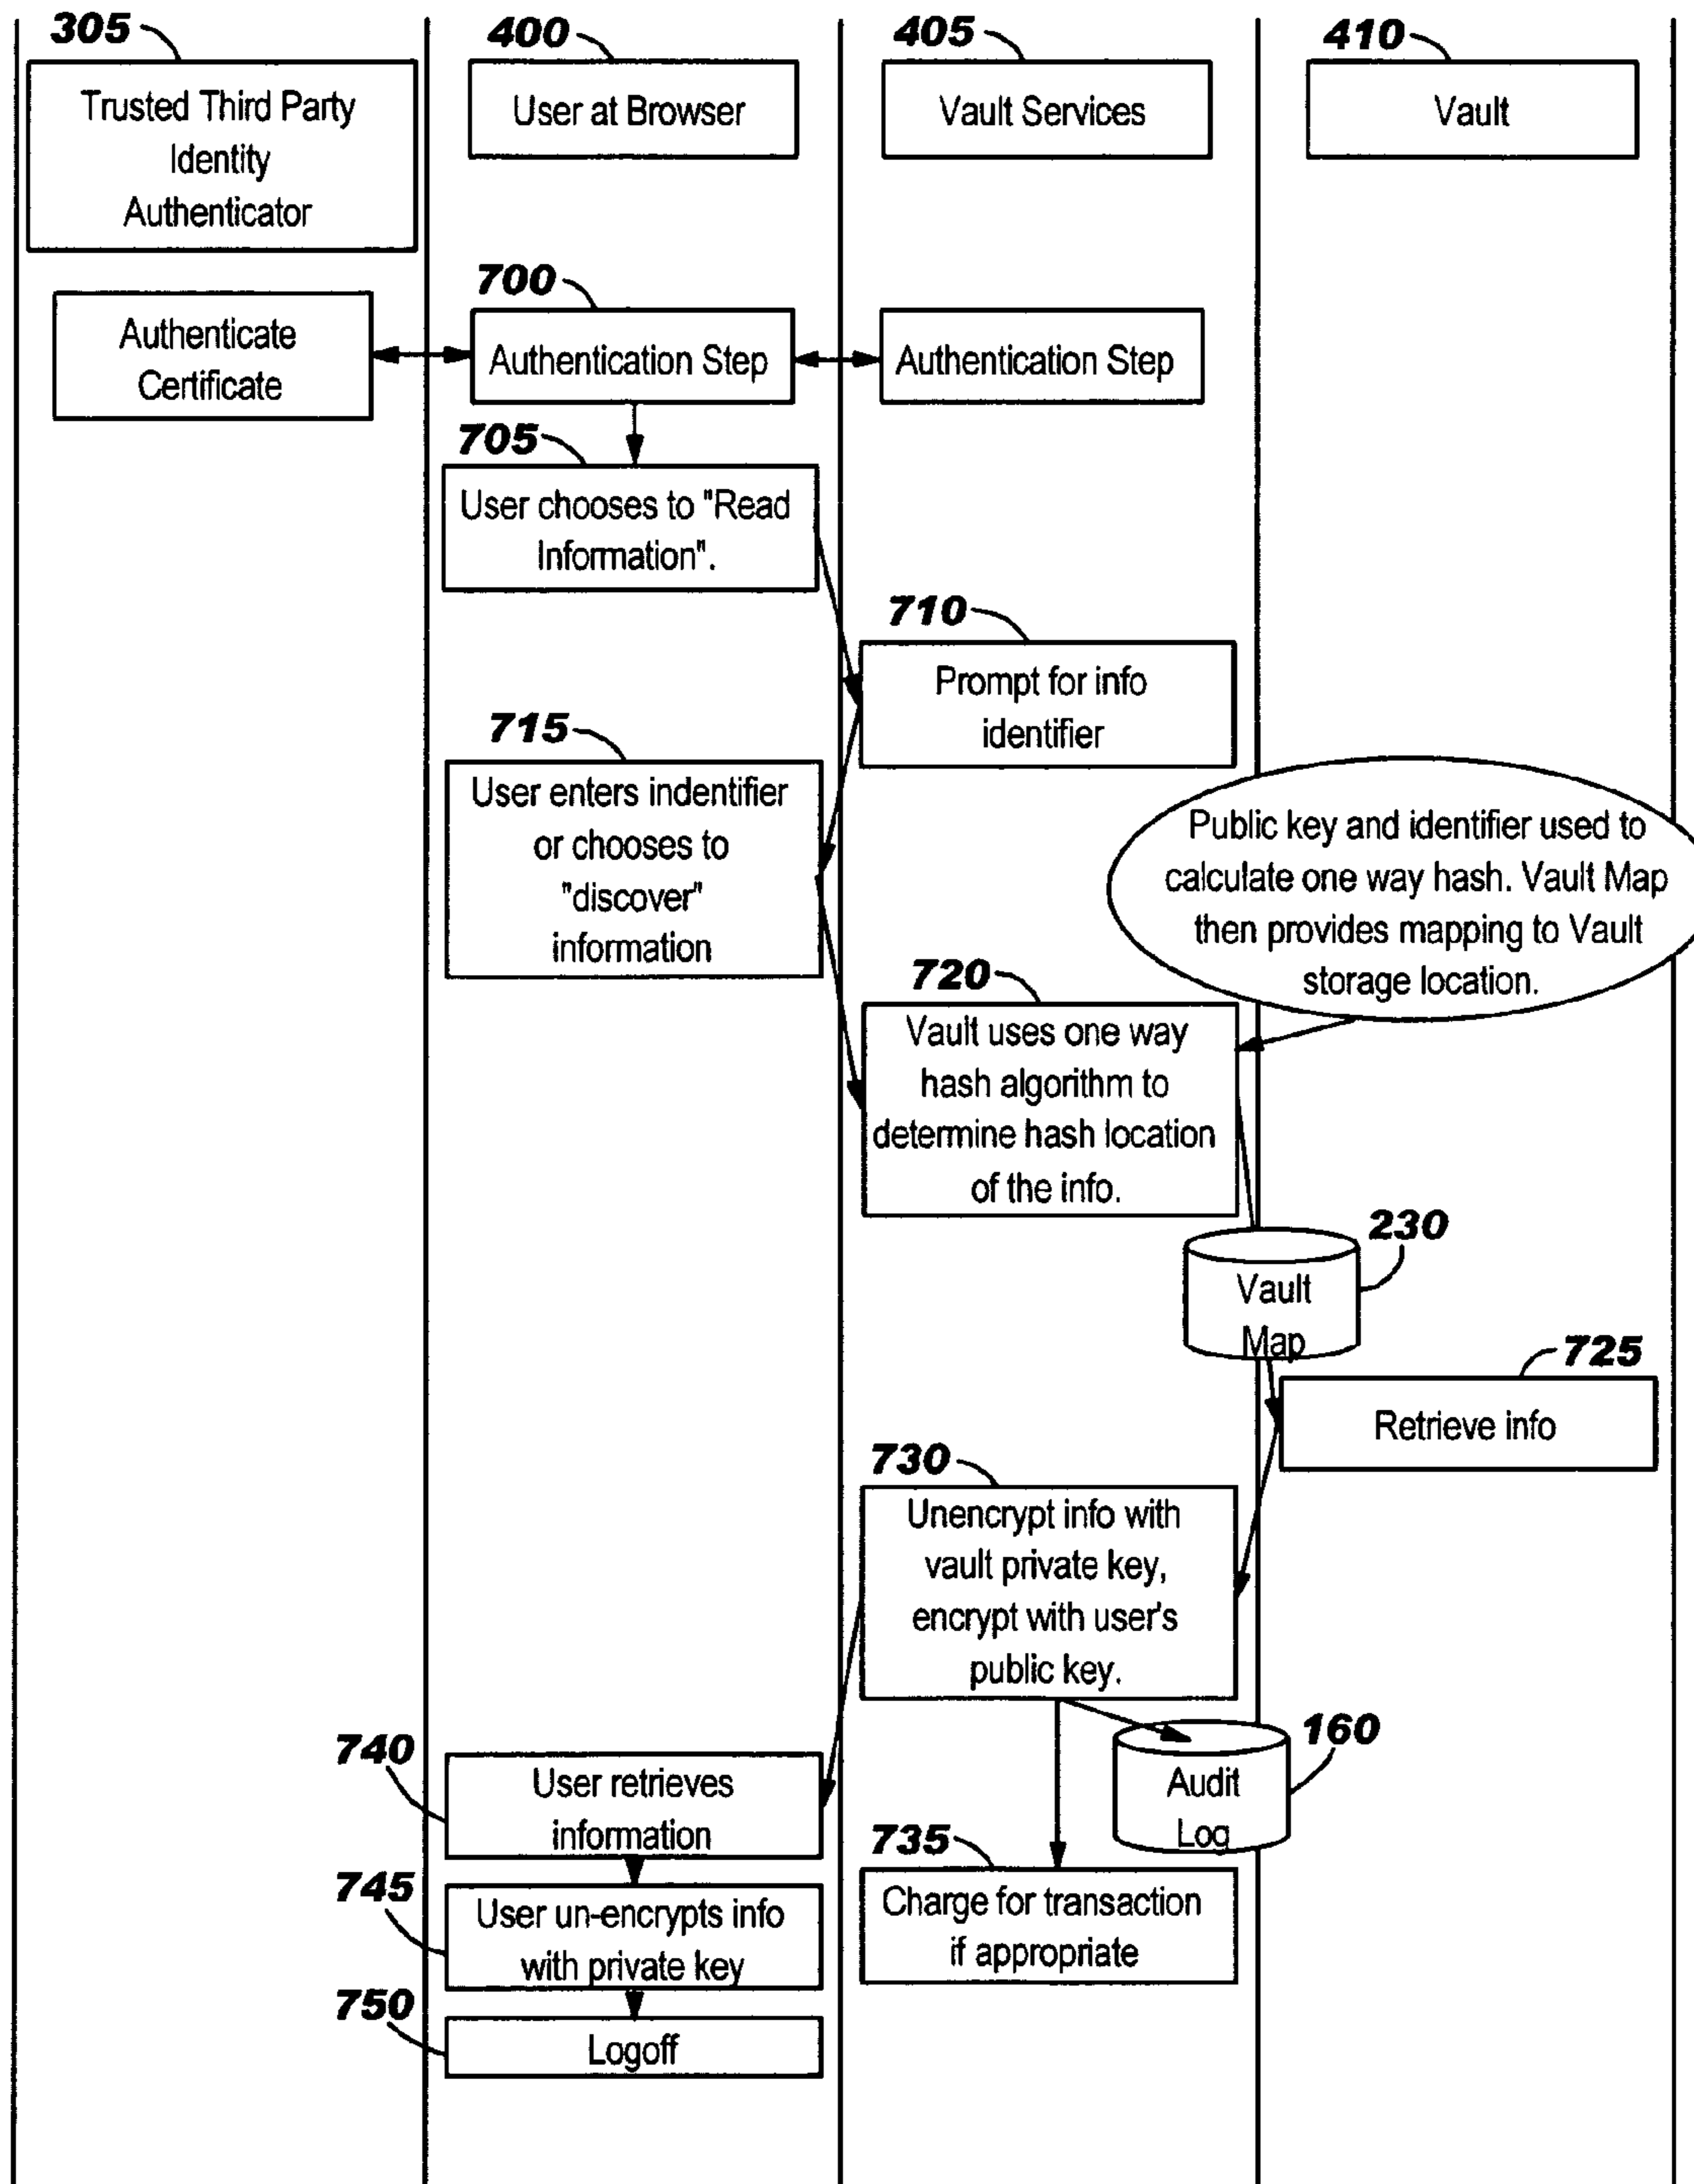 305
400
405
410
Trusted Third Party
Identity
Authenticator
User at Browser
Vault Services
Vault
700
Authenticate
Certificate
Authentication Step
Authentication Step
705
User chooses to "Read
Information".
710
Prompt for info
identifier
715
User enters indentifier
or chooses to
"discover"
information
Public key and identifier used to
calculate one way hash. Vault Map
then provides mapping to Vault
storage location.
720
Vault uses one way
hash algorithm to
determine hash location
of the info.
230
Vault
Map
725
Retrieve info
730
Unencrypt info with
vault private key,
encrypt with user's
public key.
160
Audit
Log
740
User retrieves
information
735
Charge for transaction
if appropriate
745
User un-encrypts info
with private key
750
Logoff